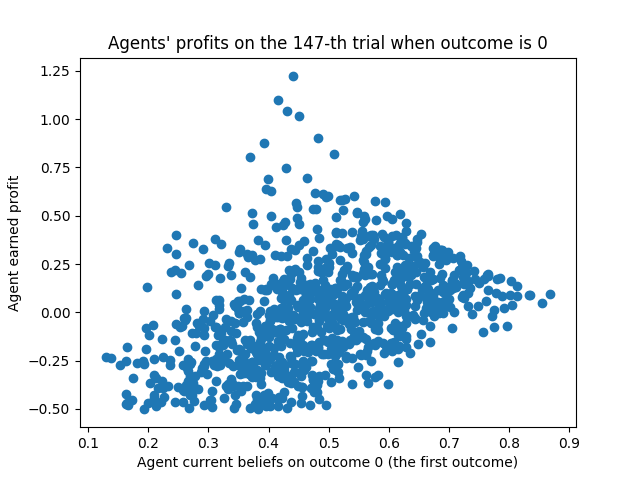 Agents' profits on the 147-th trial when outcome is 0
1.25
1.00
0.75
0.50
0.25
0.00
−0.25
−0.50
Agent earned profit
0.1 0.2 0.3 0.4 0.5 0.6 0.7 0.8 0.9
Agent current beliefs on outcome 0 (the first outcome)